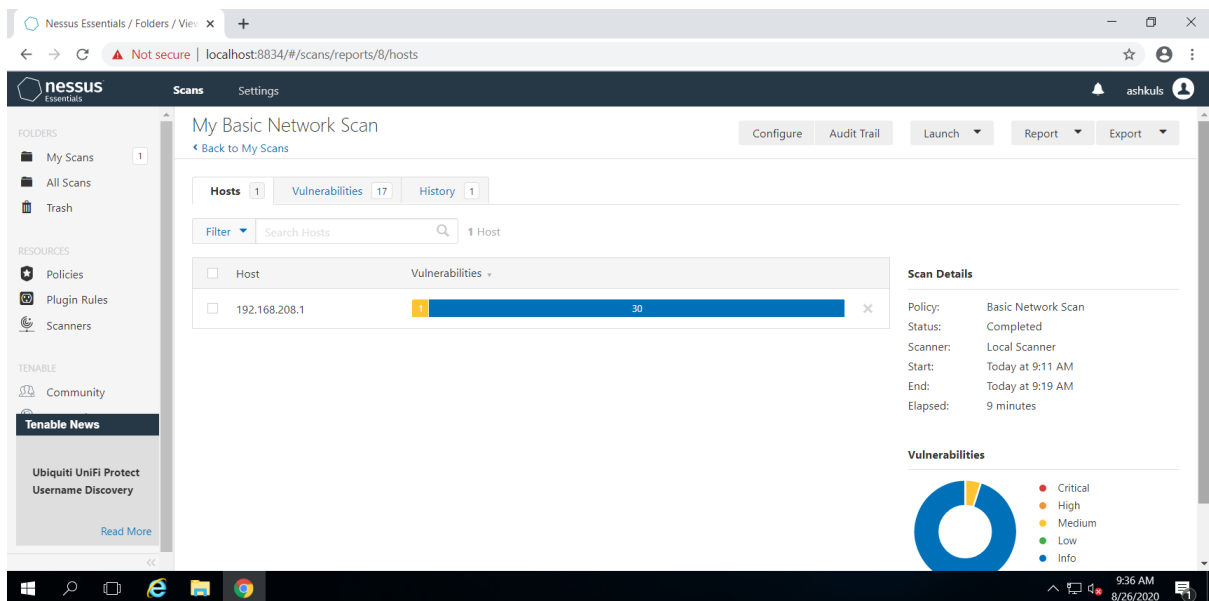 Nessus Essentials / Folders / View
Not secure | localhost:8834/#/scans/reports/8/hosts
nessus Essentials
Scans Settings
ashkuls
FOLDERS
My Scans 1
All Scans
Trash
RESOURCES
Policies
Plugin Rules
Scanners
TENABLE
Community
Tenable News
Ubiquiti UniFi Protect
Username Discovery
Read More
My Basic Network Scan
Back to My Scans
Configure Audit Trail Launch Report Export
Hosts 1 Vulnerabilities 17 History 1
Filter Search Hosts 1 Host
Host Vulnerabilities
192.168.208.1 1 30
Scan Details
Policy: Basic Network Scan
Status: Completed
Scanner: Local Scanner
Start: Today at 9:11 AM
End: Today at 9:19 AM
Elapsed: 9 minutes
Vulnerabilities
Critical
High
Medium
Low
Info
9:36 AM
8/26/2020
1